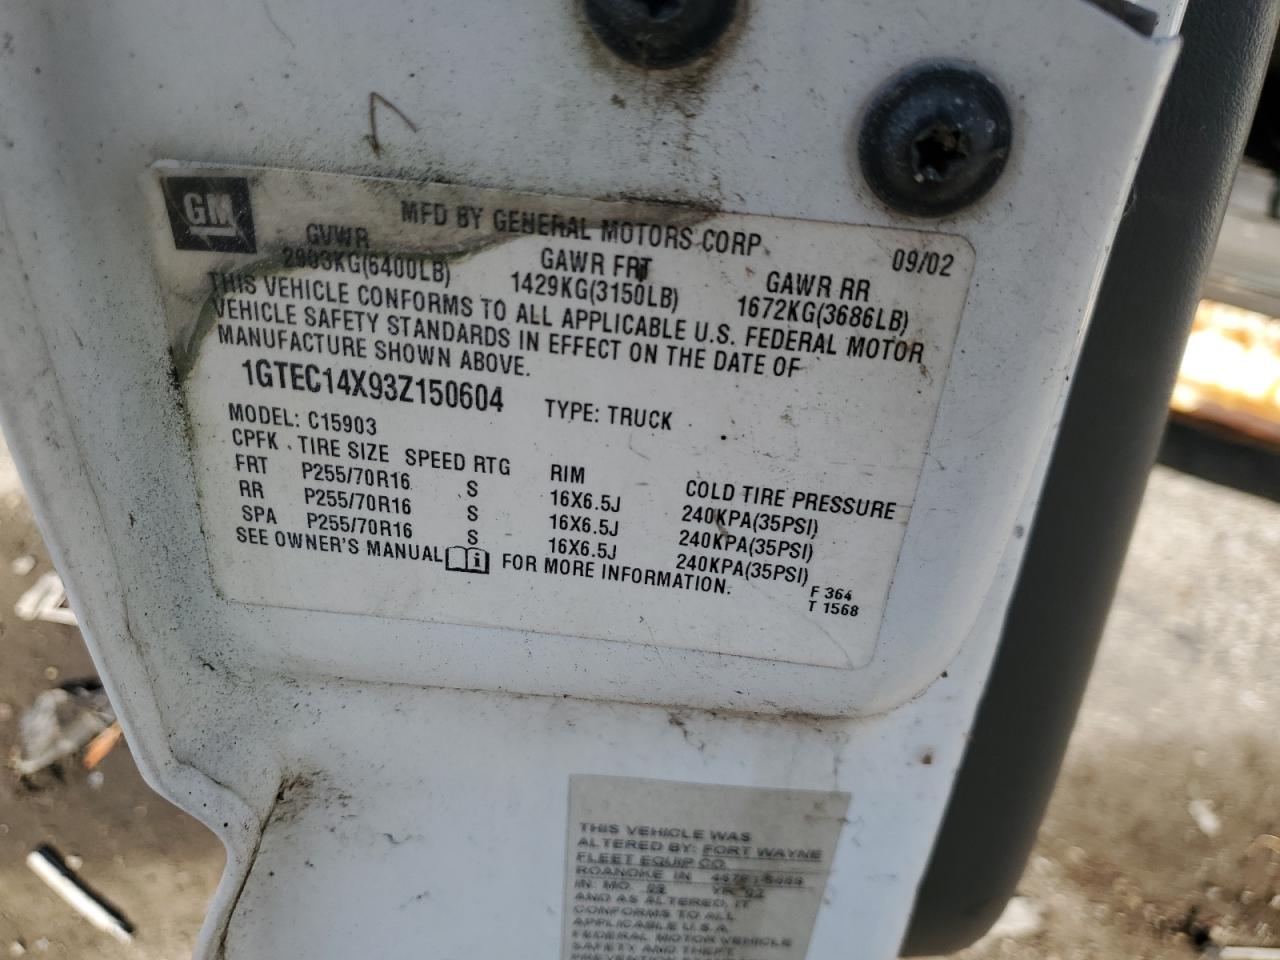 GM
MFD BY GENERAL MOTORS CORP
09/02
GVWR GAWR FRT GAWR RR
2903KG(6400LB) 1429KG(3150LB) 1672KG(3686LB)
THIS VEHICLE CONFORMS TO ALL APPLICABLE U.S. FEDERAL MOTOR
VEHICLE SAFETY STANDARDS IN EFFECT ON THE DATE OF
MANUFACTURE SHOWN ABOVE.
1GTEC14X93Z150604 TYPE: TRUCK
MODEL: C15903
CPFK TIRE SIZE SPEED RTG RIM COLD TIRE PRESSURE
FRT P255/70R16 S 16X6.5J 240KPA(35PSI)
RR P255/70R16 S 16X6.5J 240KPA(35PSI)
SPA P255/70R16 S 16X6.5J 240KPA(35PSI)
SEE OWNER'S MANUAL FOR MORE INFORMATION.
F 364
T 1568
THIS VEHICLE WAS
ALTERED BY: FORT WAYNE
FLEET EQUIP CO.
ROANOKE IN
IN: MO. YR.
AND AS ALTERED, IT
CONFORMS TO ALL
APPLICABLE U.S.A.
FEDERAL MOTOR VEHICLE
SAFETY AND THEFT
PREVENTION